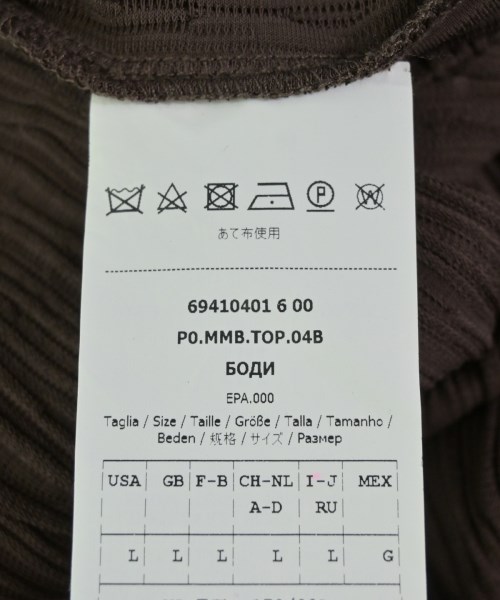 P W
あて布使用
69410401 6 00
P0.MMB.TOP.04B
БОДИ
EPA.000
Taglia / Size / Taille / Größe / Talla / Tamanho /
Beden / 规格 / サイズ / Размер
USA GB F-B CH-NL I-J MEX
A-D RU
L L L L L G